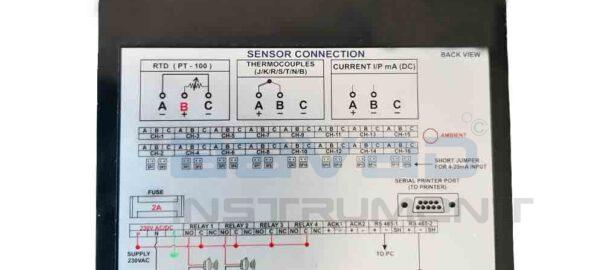 SENSOR CONNECTION
BACK VIEW
RTD ( PT - 100 )
A B C
+ -
THERMOCOUPLES
(J/K/R/S/T/N/B)
A B C
+ -
CURRENT I/P mA (DC)
A B C
+ -
A B C A B C A B C A B C A B C A B C A B C A B C
CH-1 CH-3 CH-5 CH-7 CH-9 CH-11 CH-13 CH-15
AMBIENT
°C
A B C A B C A B C A B C A B C A B C A B C A B C
CH-2 CH-4 CH-6 CH-8 CH-10 CH-12 CH-14 CH-16
SHORT JUMPER
FOR 4-20mA INPUT
SERIAL PRINTER PORT
(TO PRINTER)
FUSE
2A
INSTRUMENT
230V AC/DC RELAY 1 RELAY 2 RELAY 3 RELAY 4 ACK1 ACK2 RS 485-1 RS 485-2
NO C NC NO C NC NO C NC NO C NC + - + - + - SH + - SH
SUPPLY
230VAC
TO PC